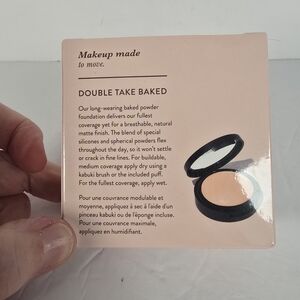 Makeup made
to move.
DOUBLE TAKE BAKED
Our long-wearing baked powder
foundation delivers our fullest
coverage yet for a breathable, natural
matte finish. The blend of special
silicones and spherical powders flex
throughout the day, so it won't settle
or crack in fine lines. For buildable,
medium coverage apply dry using a
kabuki brush or the included puff.
For the fullest coverage, apply wet.
Pour une couvrance modulable et
moyenne, appliquez à sec à l'aide d'un
pinceau kabuki ou de l'éponge incluse.
Pour une couvrance maximale,
appliquez en humidifiant.